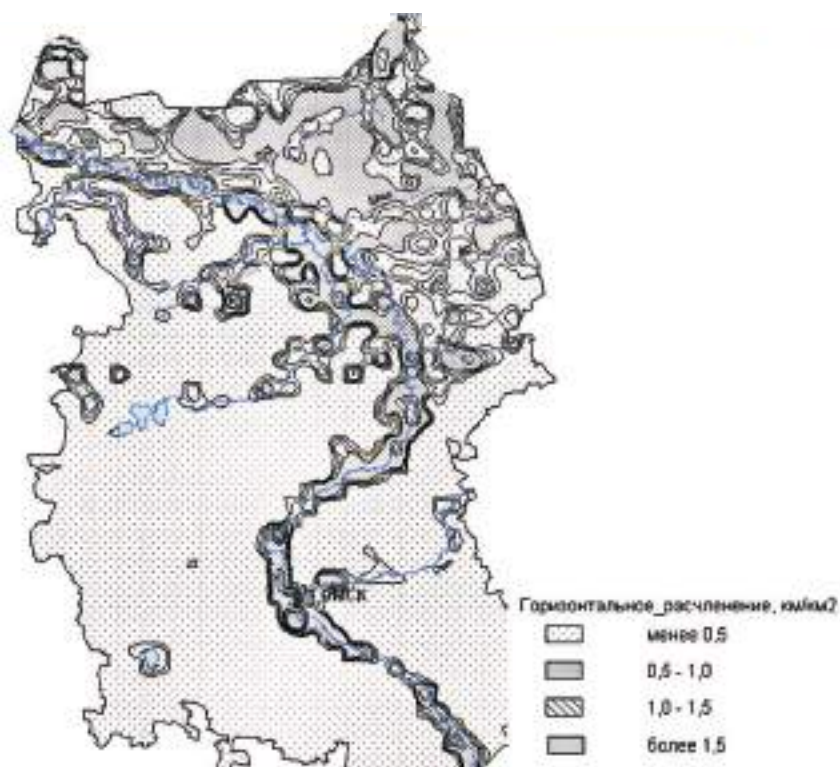 Горизонтальное_расчленение, км/км2
менее 0,5
0,5 - 1,0
1,0 - 1,5
более 1,5